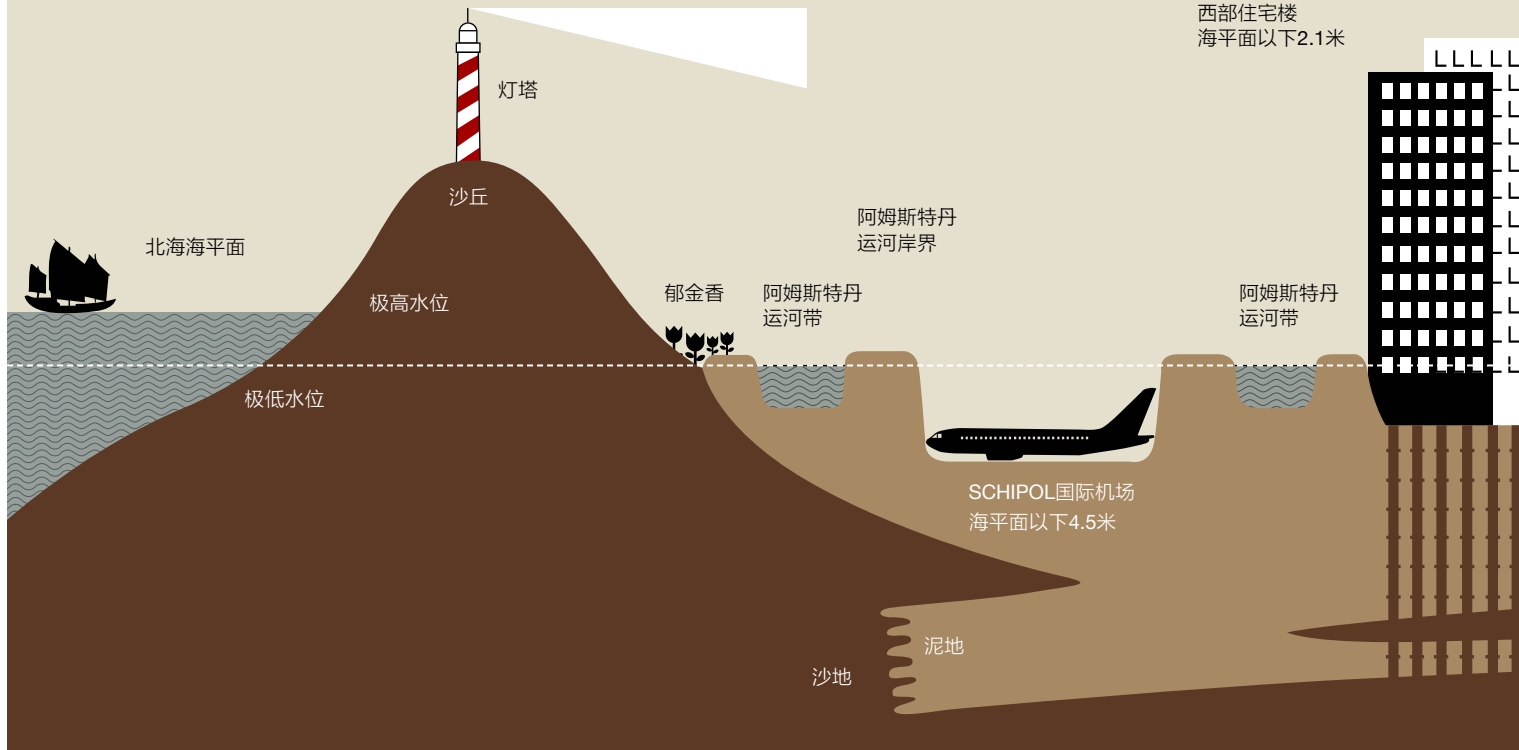 西部住宅楼
海平面以下2.1米
灯塔
沙丘
阿姆斯特丹
运河岸界
北海海平面
极高水位
郁金香
阿姆斯特丹
运河带
阿姆斯特丹
运河带
极低水位
SCHIPOL国际机场
海平面以下4.5米
泥地
沙地